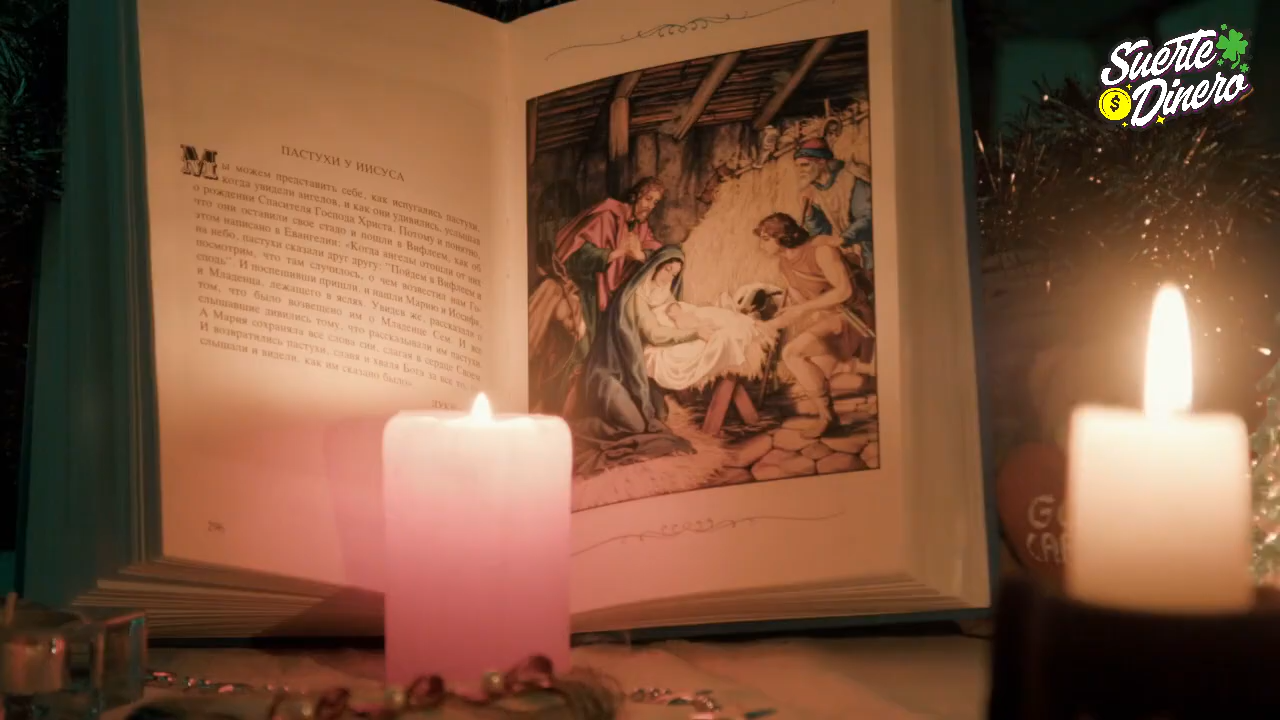 Suerte
Dinero
ПАСТУХИ У ИИСУСА
Мы можем представить себе, как испугались пастухи,
когда увидели ангелов, и как они удивились, услышав
о рождении Спасителя Господа Христа. Потому и понятно,
что они оставили свое стадо и пошли в Вифлеем, как об
этом написано в Евангелии: «Когда ангелы отошли от них
на небо, пастухи сказали друг другу: "Пойдем в Вифлеем и
посмотрим, что там случилось, о чем возвестил нам Го-
сподь". И поспешивши пришли, и нашли Марию и Иосифа,
и Младенца, лежащего в яслях. Увидев же, рассказали о
том, что было возвещено им о Младенце Сем. И все
слышавшие дивились тому, что рассказывали им пастухи.
А Мария сохраняла все слова сии, слагая в сердце Своем.
И возвратились пастухи, славя и хваля Бога за все то, что
слышали и видели, как им сказано было»
296